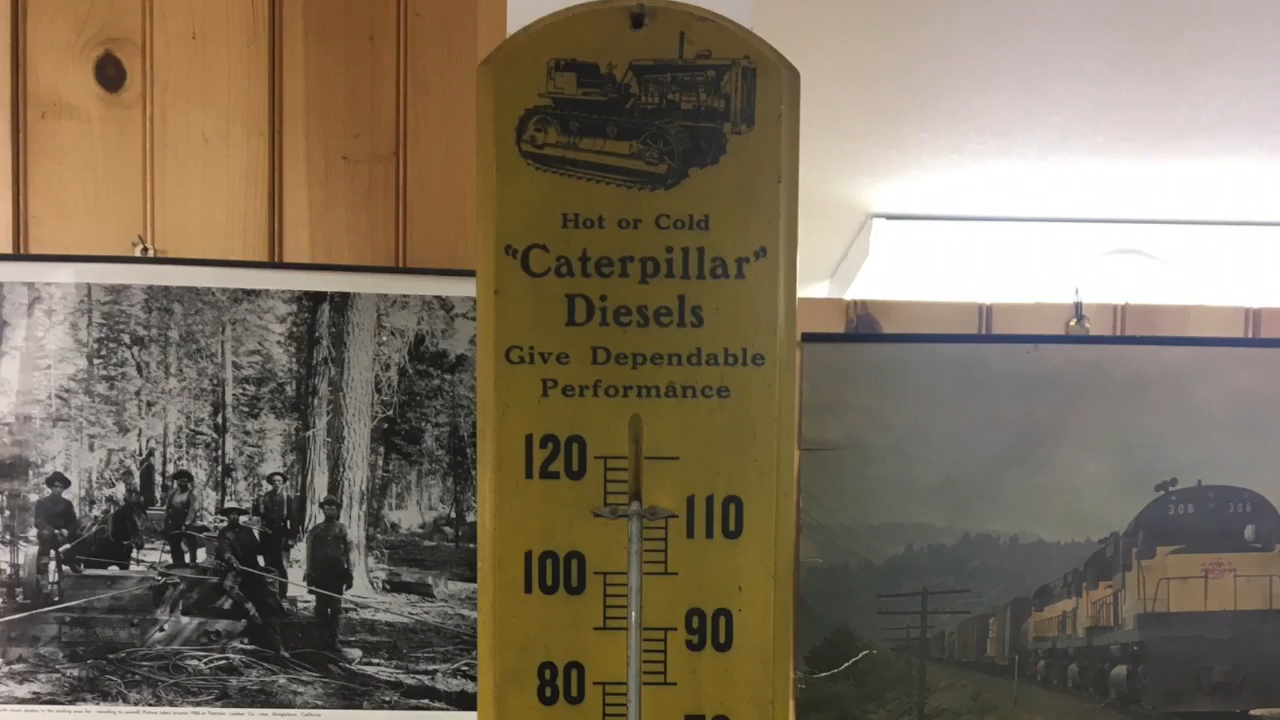 Hot or Cold
"Caterpillar"
Diesels
Give Dependable
Performance
120
110
100
90
80
306 306